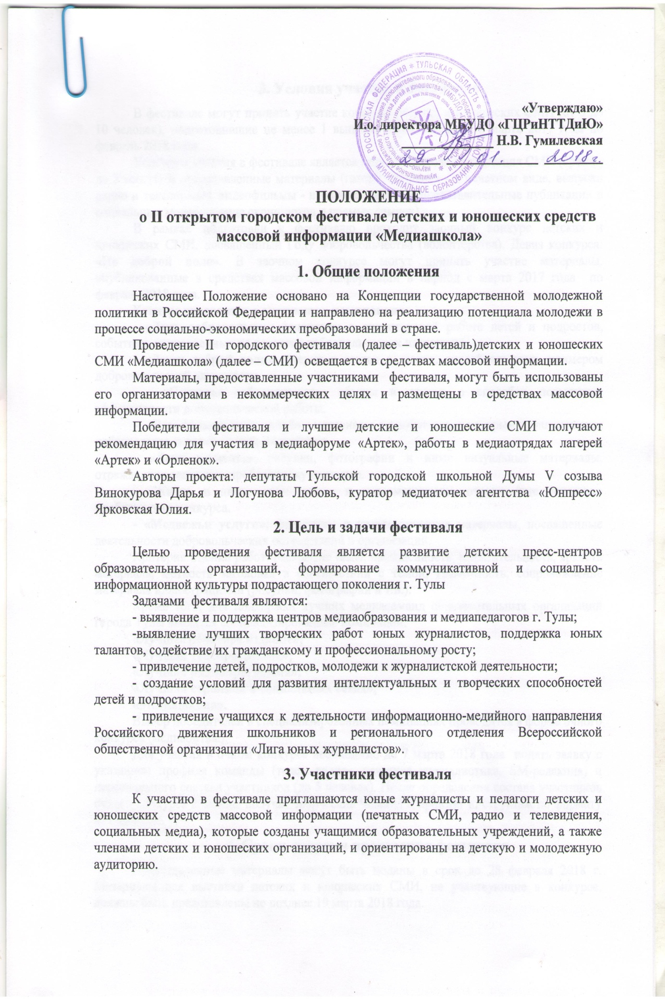 «Утверждаю»
И.о. директора МБУДО «ГЦРиНТТДиЮ»
Н.В. Гумилевская
29. 01. 2018г.
РОССИЙСКАЯ ФЕДЕРАЦИЯ * ТУЛЬСКАЯ ОБЛАСТЬ * МУНИЦИПАЛЬНОЕ ОБРАЗОВАНИЕ ГОРОД
ПОЛОЖЕНИЕ
о II открытом городском фестивале детских и юношеских средств
массовой информации «Медиашкола»
1. Общие положения
Настоящее Положение основано на Концепции государственной молодежной
политики в Российской Федерации и направлено на реализацию потенциала молодежи в
процессе социально-экономических преобразований в стране.
Проведение II городского фестиваля (далее – фестиваль)детских и юношеских
СМИ «Медиашкола» (далее – СМИ) освещается в средствах массовой информации.
Материалы, предоставленные участниками фестиваля, могут быть использованы
его организаторами в некоммерческих целях и размещены в средствах массовой
информации.
Победители фестиваля и лучшие детские и юношеские СМИ получают
рекомендацию для участия в медиафоруме «Артек», работы в медиаотрядах лагерей
«Артек» и «Орленок».
Авторы проекта: депутаты Тульской городской школьной Думы V созыва
Винокурова Дарья и Логунова Любовь, куратор медиаточек агентства «Юнпресс»
Ярковская Юлия.
2. Цель и задачи фестиваля
Целью проведения фестиваля является развитие детских пресс-центров
образовательных организаций, формирование коммуникативной и социально-
информационной культуры подрастающего поколения г. Тулы
Задачами фестиваля являются:
- выявление и поддержка центров медиаобразования и медиапедагогов г. Тулы;
-выявление лучших творческих работ юных журналистов, поддержка юных
талантов, содействие их гражданскому и профессиональному росту;
- привлечение детей, подростков, молодежи к журналистской деятельности;
- создание условий для развития интеллектуальных и творческих способностей
детей и подростков;
- привлечение учащихся к деятельности информационно-медийного направления
Российского движения школьников и регионального отделения Всероссийской
общественной организации «Лига юных журналистов».
3. Участники фестиваля
К участию в фестивале приглашаются юные журналисты и педагоги детских и
юношеских средств массовой информации (печатных СМИ, радио и телевидения,
социальных медиа), которые созданы учащимися образовательных учреждений, а также
членами детских и юношеских организаций, и ориентированы на детскую и молодежную
аудиторию.